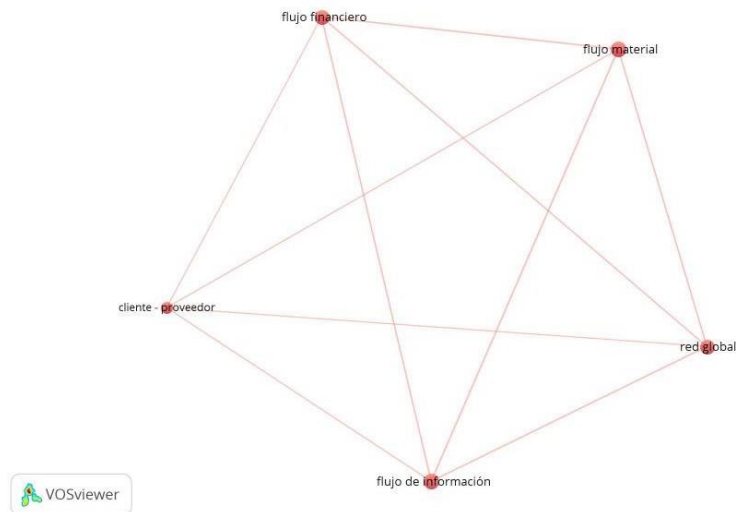 flujo financiero
flujo material
cliente - proveedor
red global
flujo de información
VOSviewer